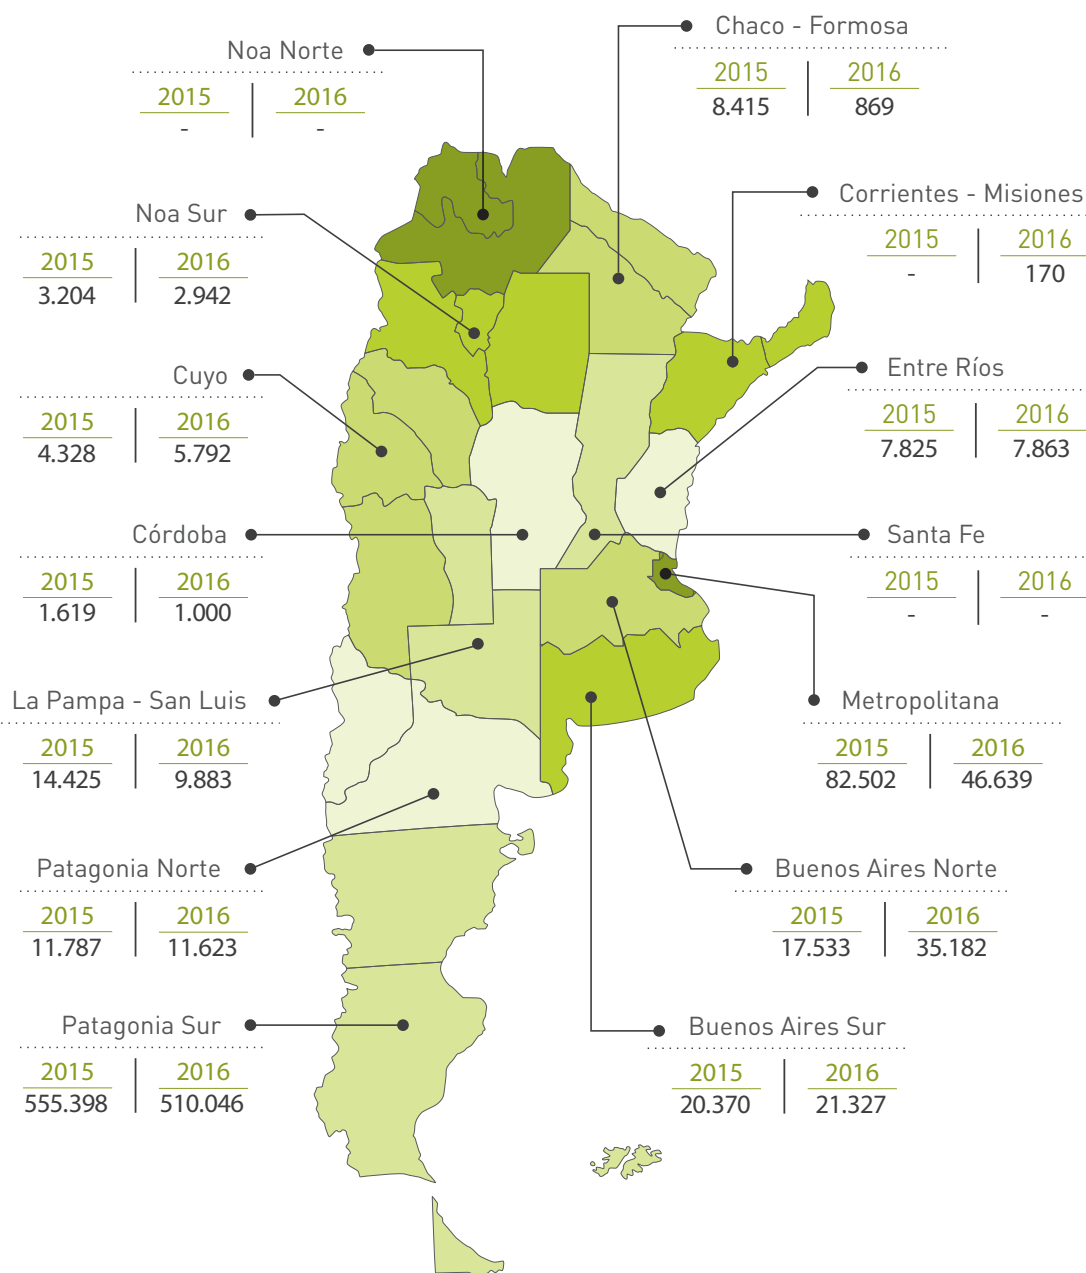 Noa Norte
2015 2016
- -
Chaco - Formosa
2015 2016
8.415 869
Noa Sur
2015 2016
3.204 2.942
Corrientes - Misiones
2015 2016
- 170
Cuyo
2015 2016
4.328 5.792
Entre Ríos
2015 2016
7.825 7.863
Córdoba
2015 2016
1.619 1.000
Santa Fe
2015 2016
- -
La Pampa - San Luis
2015 2016
14.425 9.883
Metropolitana
2015 2016
82.502 46.639
Patagonia Norte
2015 2016
11.787 11.623
Buenos Aires Norte
2015 2016
17.533 35.182
Patagonia Sur
2015 2016
555.398 510.046
Buenos Aires Sur
2015 2016
20.370 21.327